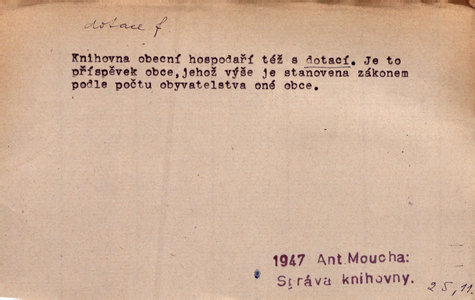 dotace f.
Knihovna obecní hospodaří též s dotací. Je to
příspěvek obce,jehož výše je stanovena zákonem
podle počtu obyvatelstva oné obce.
1947 Ant.Moucha:
Správa knihovny.
25,11